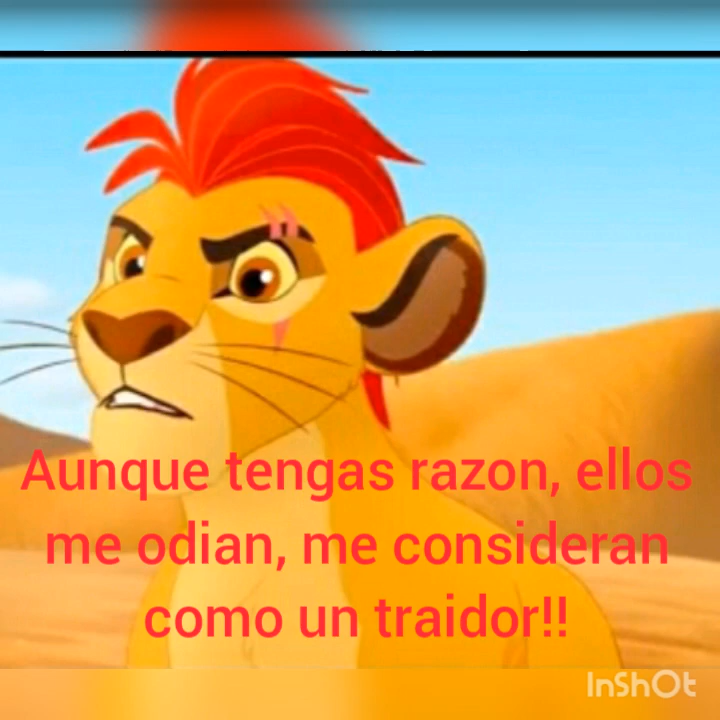 Aunque tengas razon, ellos
me odian, me consideran
como un traidor!!
InShOt